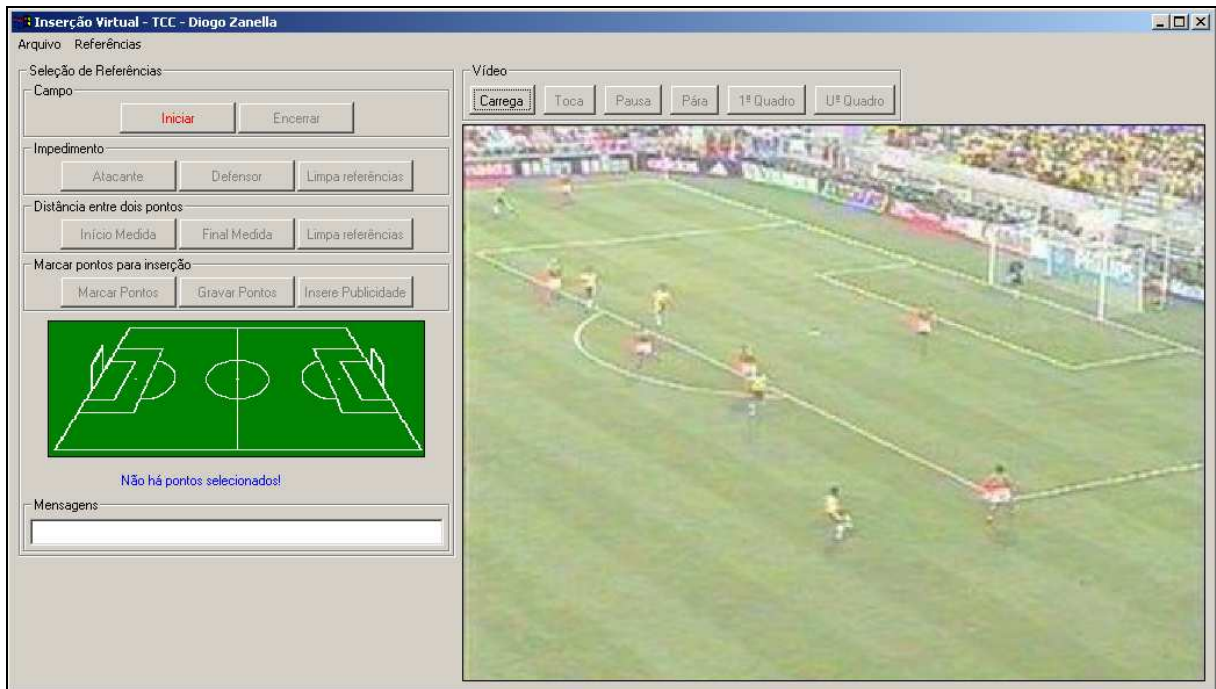 Inserção Virtual - TCC - Diogo Zanella
Arquivo Referências
Seleção de Referências
Campo
Iniciar Encerrar
Impedimento
Atacante Defensor Limpa referências
Distância entre dois pontos
Início Medida Final Medida Limpa referências
Marcar pontos para inserção
Marcar Pontos Gravar Pontos Insere Publicidade
Não há pontos selecionados!
Mensagens
Vídeo
Carrega Toca Pausa Pára 1º Quadro Uº Quadro